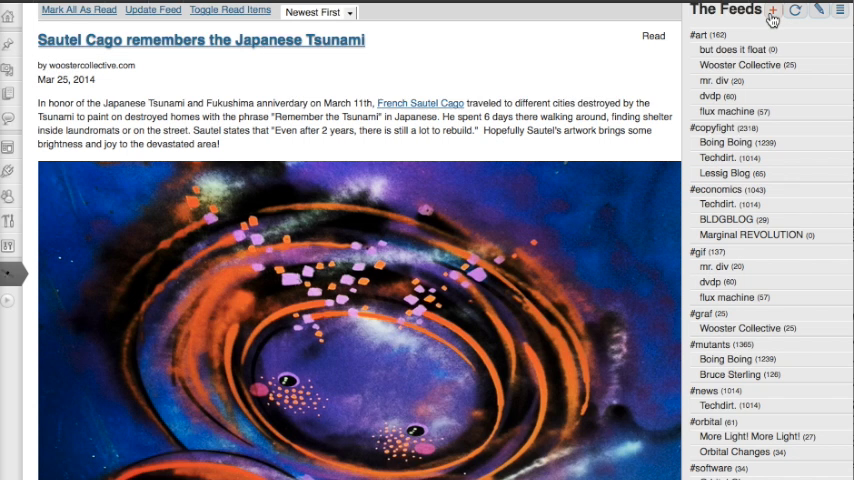 Mark All As Read Update Feed Toggle Read Items Newest First
Sautel Cago remembers the Japanese Tsunami
Read
by woostercollective.com
Mar 25, 2014
In honor of the Japanese Tsunami and Fukushima anniverdary on March 11th, French Sautel Cago traveled to different cities destroyed by the
Tsunami to paint on destroyed homes with the phrase "Remember the Tsunami" in Japanese. He spent 6 days there walking around, finding shelter
inside laundromats or on the street. Sautel states that "Even after 2 years, there is still a lot to rebuild." Hopefully Sautel's artwork brings some
brightness and joy to the devastated area!
The Feeds
#art (162)
but does it float (0)
Wooster Collective (25)
mr. div (20)
dvdp (60)
flux machine (57)
#copyfight (2318)
Boing Boing (1239)
Techdirt. (1014)
Lessig Blog (65)
#economics (1043)
Techdirt. (1014)
BLDGBLOG (29)
Marginal REVOLUTION (0)
#gif (137)
mr. div (20)
dvdp (60)
flux machine (57)
#graf (25)
Wooster Collective (25)
#mutants (1365)
Boing Boing (1239)
Bruce Sterling (126)
#news (1014)
Techdirt. (1014)
#orbital (61)
More Light! More Light! (27)
Orbital Changes (34)
#software (34)